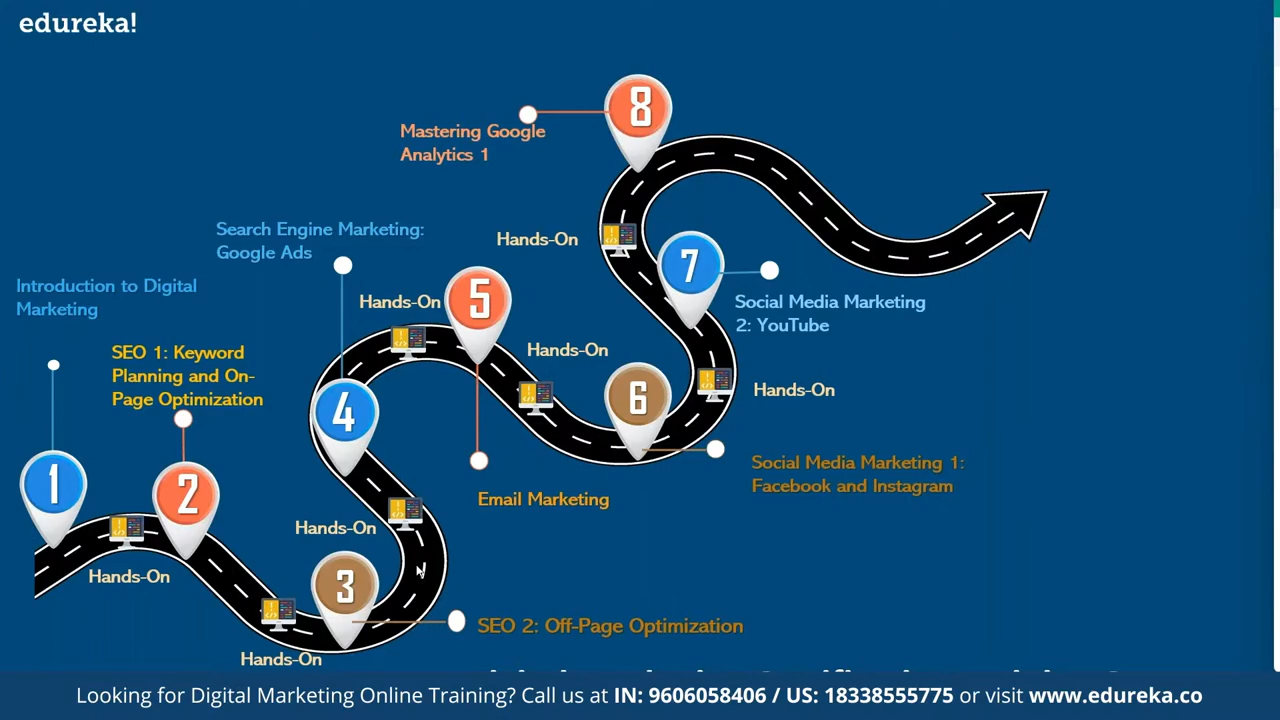 edureka!
8
Mastering Google
Analytics 1
Search Engine Marketing:
Google Ads
Hands-On
7
Introduction to Digital
Marketing
Hands-On
5
Social Media Marketing
2: YouTube
SEO 1: Keyword
Planning and On-
Page Optimization
Hands-On
6
Hands-On
4
Social Media Marketing 1:
Facebook and Instagram
1
2
Email Marketing
Hands-On
Hands-On
3
SEO 2: Off-Page Optimization
Hands-On
Looking for Digital Marketing Online Training? Call us at IN: 9606058406 / US: 18338555775 or visit www.edureka.co